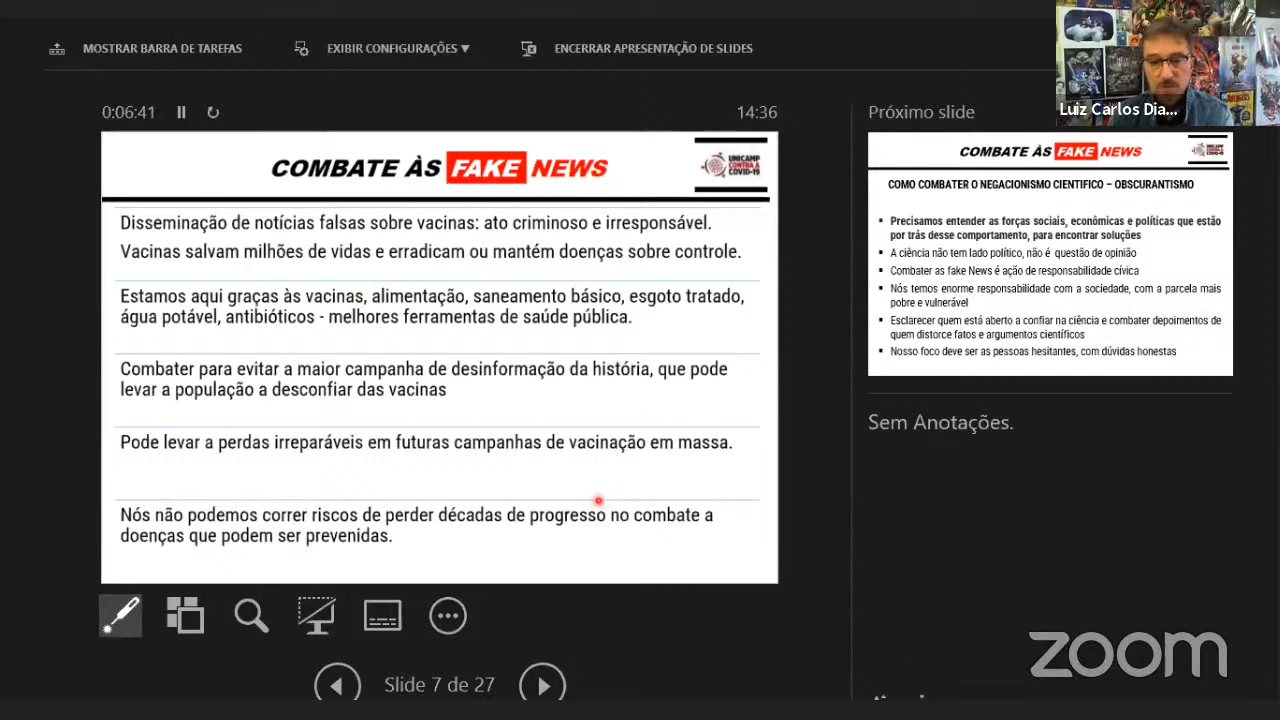 MOSTRAR BARRA DE TAREFAS
EXIBIR CONFIGURAÇÕES
ENCERRAR APRESENTAÇÃO DE SLIDES
Luiz Carlos Dia...
0:06:41
14:36
Próximo slide
COMBATE ÀS FAKE NEWS
UNICAMP
CONTRA A
COVID-19
Disseminação de notícias falsas sobre vacinas: ato criminoso e irresponsável.
Vacinas salvam milhões de vidas e erradicam ou mantém doenças sobre controle.
Estamos aqui graças às vacinas, alimentação, saneamento básico, esgoto tratado,
água potável, antibióticos - melhores ferramentas de saúde pública.
Combater para evitar a maior campanha de desinformação da história, que pode
levar a população a desconfiar das vacinas
Pode levar a perdas irreparáveis em futuras campanhas de vacinação em massa.
Nós não podemos correr riscos de perder décadas de progresso no combate a
doenças que podem ser prevenidas.
COMBATE ÀS FAKE NEWS
COMO COMBATER O NEGACIONISMO CIENTIFICO – OBSCURANTISMO
▪ Precisamos entender as forças sociais, econômicas e políticas que estão
por trás desse comportamento, para encontrar soluções
▪ A ciência não tem lado político, não é questão de opinião
▪ Combater as fake News é ação de responsabilidade cívica
▪ Nós temos enorme responsabilidade com a sociedade, com a parcela mais
pobre e vulnerável
▪ Esclarecer quem está aberto a confiar na ciência e combater depoimentos de
quem distorce fatos e argumentos científicos
▪ Nosso foco deve ser as pessoas hesitantes, com dúvidas honestas
Sem Anotações.
Slide 7 de 27
zoom